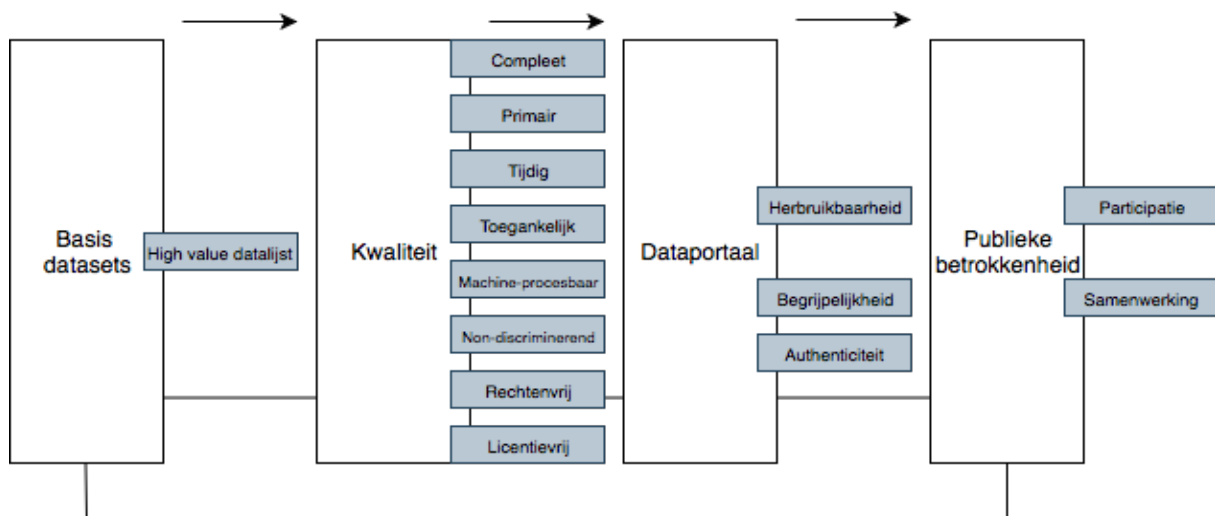 Basis
datasets
High value datalijst
Kwaliteit
Compleet
Primair
Tijdig
Toegankelijk
Machine-procesbaar
Non-discriminerend
Rechtenvrij
Licentievrij
Dataportaal
Herbruikbaarheid
Begrijpelijkheid
Authenticiteit
Publieke
betrokkenheid
Participatie
Samenwerking